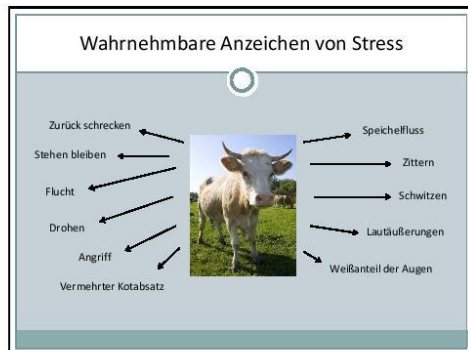 Wahrnehmbare Anzeichen von Stress
Zurück schrecken
Stehen bleiben
Flucht
Drohen
Angriff
Vermehrter Kotabsatz
Speichelfluss
Zittern
Schwitzen
Lautäußerungen
Weißanteil der Augen